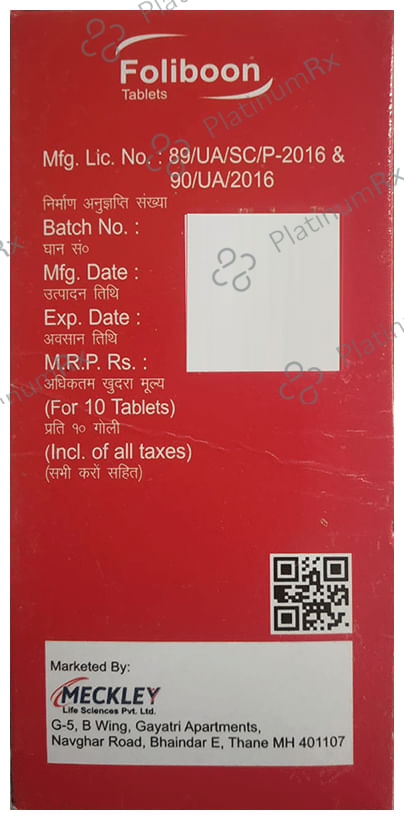 Foliboon
Tablets
Mfg. Lic. No. : 89/UA/SC/P-2016 &
90/UA/2016
निर्माण अनुज्ञप्ति संख्या
Batch No. :
घान सं०
Mfg. Date :
उत्पादन तिथि
Exp. Date :
अवसान तिथि
M.R.P. Rs. :
अधिकतम खुदरा मूल्य
(For 10 Tablets)
प्रति १० गोली
(Incl. of all taxes)
(सभी करों सहित)
Marketed By:
MECKLEY
Life Sciences Pvt. Ltd.
G-5, B Wing, Gayatri Apartments,
Navghar Road, Bhaindar E, Thane MH 401107
PlatinumRx